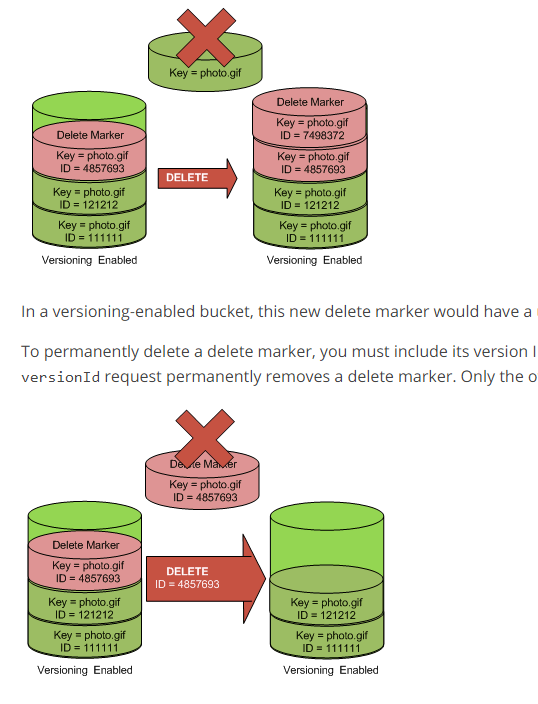 Key = photo.gif
Delete Marker
Key = photo.gif
ID = 4857693
Key = photo.gif
ID = 121212
Key = photo.gif
ID = 111111
Versioning Enabled
DELETE
Delete Marker
Key = photo.gif
ID = 7498372
Key = photo.gif
ID = 4857693
Key = photo.gif
ID = 121212
Key = photo.gif
ID = 111111
Versioning Enabled
In a versioning-enabled bucket, this new delete marker would have a
To permanently delete a delete marker, you must include its version I
versionId request permanently removes a delete marker. Only the o
Delete Marker
Key = photo.gif
ID = 4857693
Delete Marker
Key = photo.gif
ID = 4857693
Key = photo.gif
ID = 121212
Key = photo.gif
ID = 111111
Versioning Enabled
DELETE
ID = 4857693
Key = photo.gif
ID = 121212
Key = photo.gif
ID = 111111
Versioning Enabled